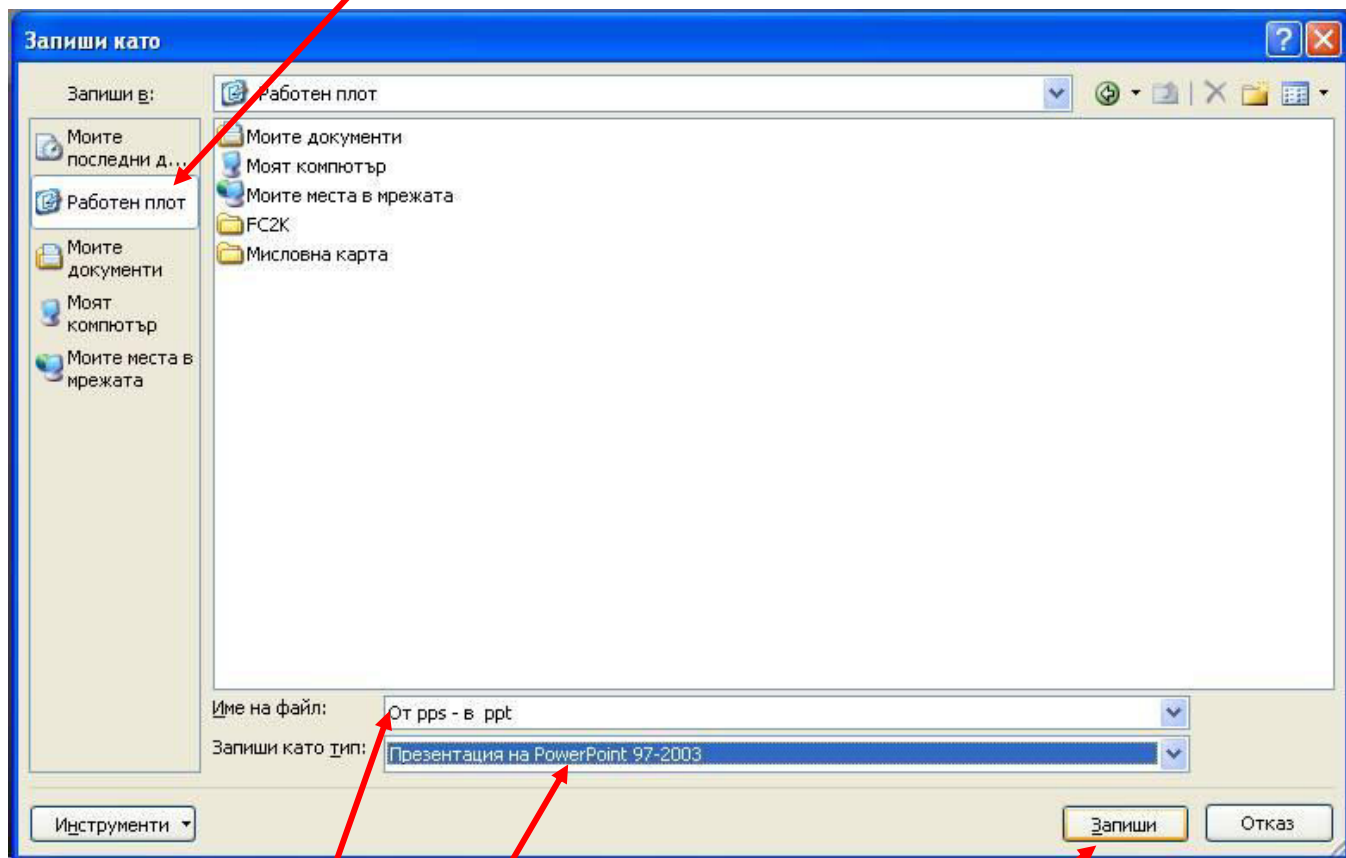 Запиши като
Запиши в:
Работен плот
Моите
последни д...
Работен плот
Моите
документи
Моят
компютър
Моите места в
мрежата
Моите документи
Моят компютър
Моите места в мрежата
FC2K
Мисловна карта
Име на файл:
От pps - в ppt
Запиши като тип:
Презентация на PowerPoint 97-2003
Инструменти
Запиши
Отказ